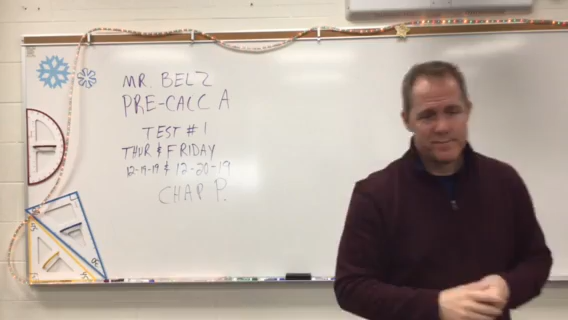 MR. BELZ
PRE-CALC A
TEST #1
THUR & FRIDAY
12-19-19 & 12-20-19
CHAP P.